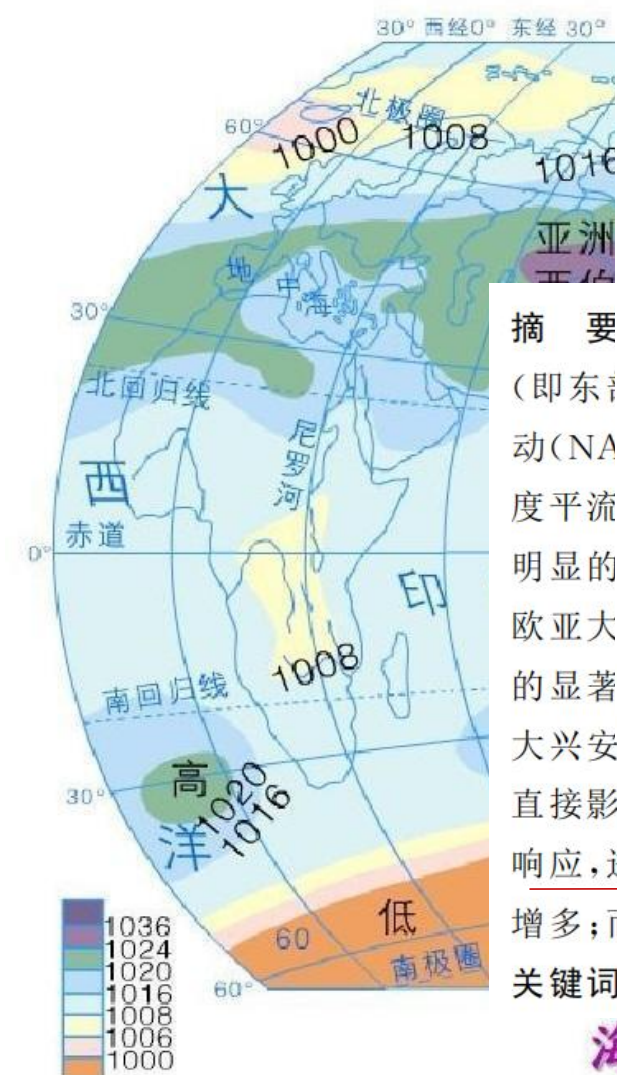 30° 西经0° 东经 30°
北极圈
60°
1000
1008
1016
大
亚洲
地中海
30°
北回归线
尼罗河
西
赤道
0°
印
1008
南回归线
高
1020
1016
30°
洋
低
60
南极圈
60°
1036
1024
1020
1016
1008
1006
1000
摘 要
(即东
动(NA
度平流
明显的
欧亚大
的显著
大兴安
直接影
响应,
增多;
关键词